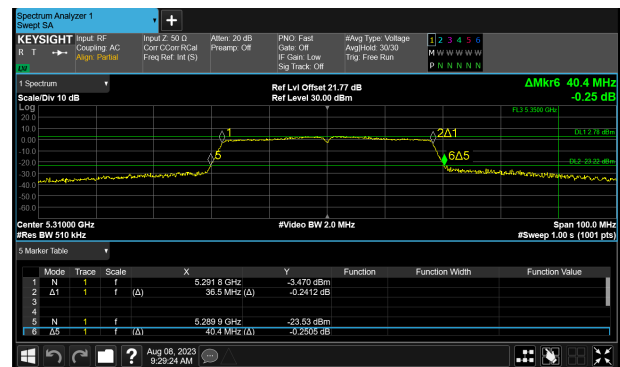 Spectrum Analyzer 1
Swept SA
KEYSIGHT Input: RF Input Z: 50 Ω Atten: 20 dB PNO: Fast #Avg Type: Voltage 1 2 3 4 5 6
R T Coupling: AC Corr CCorr RCal Preamp: Off Gate: Off Avg|Hold: 30/30 M W W W W W
Align: Partial Freq Ref: Int (S) IF Gain: Low Trig: Free Run
Sig Track: Off P N N N N N
LNI
1 Spectrum Ref Lvl Offset 21.77 dB ΔMkr6 40.4 MHz
Scale/Div 10 dB Ref Level 30.00 dBm -0.25 dB
Log
FL3 5.3500 GHz
20.0
10.0
0.00
-10.0
-20.0
-30.0
-40.0
-50.0
-60.0
1
2Δ1
5
6Δ5
DL1 2.78 dBm
DL2 -23.22 dBm
Center 5.31000 GHz #Video BW 2.0 MHz Span 100.0 MHz
#Res BW 510 kHz #Sweep 1.00 s (1001 pts)
5 Marker Table
Mode Trace Scale X Y Function Function Width Function Value
1 N 1 f 5.291 8 GHz -3.470 dBm
2 Δ1 1 f (Δ) 36.5 MHz (Δ) -0.2412 dB
3
4
5 N 1 f 5.289 9 GHz -23.53 dBm
6 Δ5 1 f (Δ) 40.4 MHz (Δ) -0.2505 dB
? Aug 08, 2023
9:29:24 AM